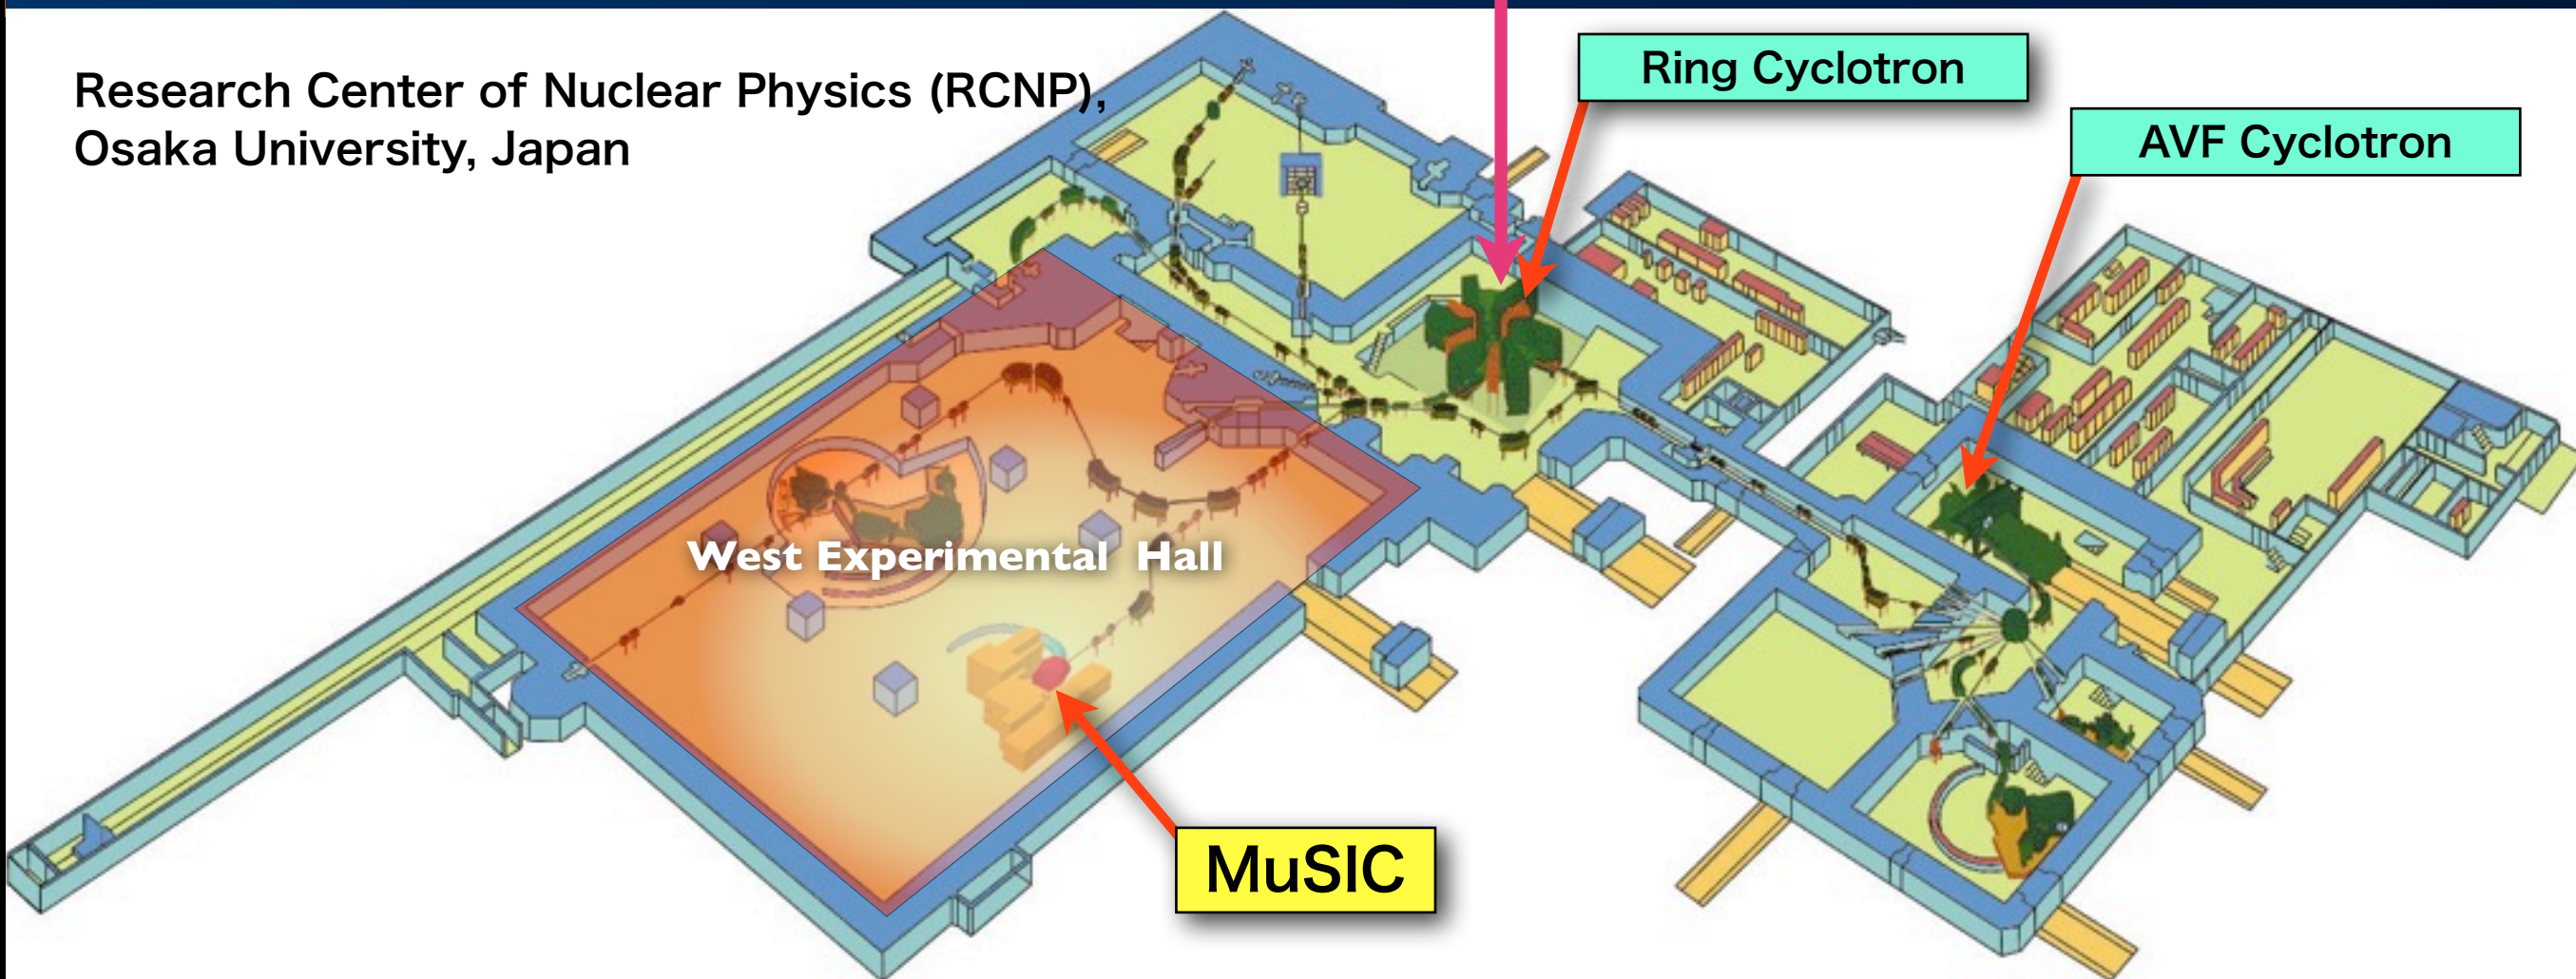 Research Center of Nuclear Physics (RCNP),
Osaka University, Japan
Ring Cyclotron
AVF Cyclotron
West Experimental Hall
MuSIC